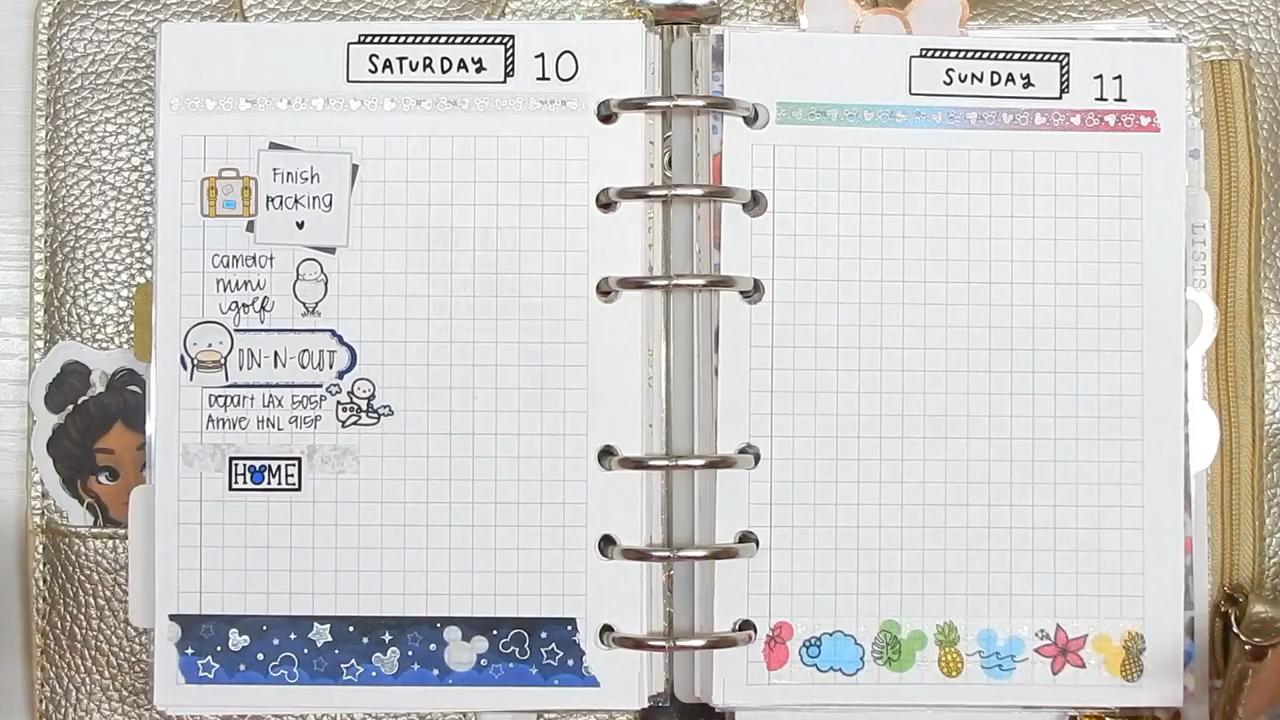 SATURDAY 10
Finish
Packing
camelot
mini
golf
IN-N-OUT
Depart LAX 505P
Arrive HNL 915P
HOME
SUNDAY 11
LISTS